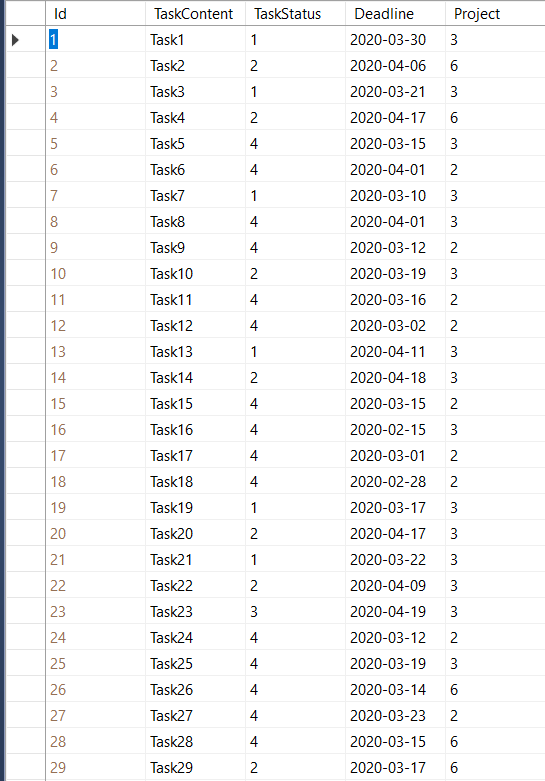 Id TaskContent TaskStatus Deadline Project
1 Task1 1 2020-03-30 3
2 Task2 2 2020-04-06 6
3 Task3 1 2020-03-21 3
4 Task4 2 2020-04-17 6
5 Task5 4 2020-03-15 3
6 Task6 4 2020-04-01 2
7 Task7 1 2020-03-10 3
8 Task8 4 2020-04-01 3
9 Task9 4 2020-03-12 2
10 Task10 2 2020-03-19 3
11 Task11 4 2020-03-16 2
12 Task12 4 2020-03-02 2
13 Task13 1 2020-04-11 3
14 Task14 2 2020-04-18 3
15 Task15 4 2020-03-15 2
16 Task16 4 2020-02-15 3
17 Task17 4 2020-03-01 2
18 Task18 4 2020-02-28 2
19 Task19 1 2020-03-17 3
20 Task20 2 2020-04-17 3
21 Task21 1 2020-03-22 3
22 Task22 2 2020-04-09 3
23 Task23 3 2020-04-19 3
24 Task24 4 2020-03-12 2
25 Task25 4 2020-03-19 3
26 Task26 4 2020-03-14 6
27 Task27 4 2020-03-23 2
28 Task28 4 2020-03-15 6
29 Task29 2 2020-03-17 6